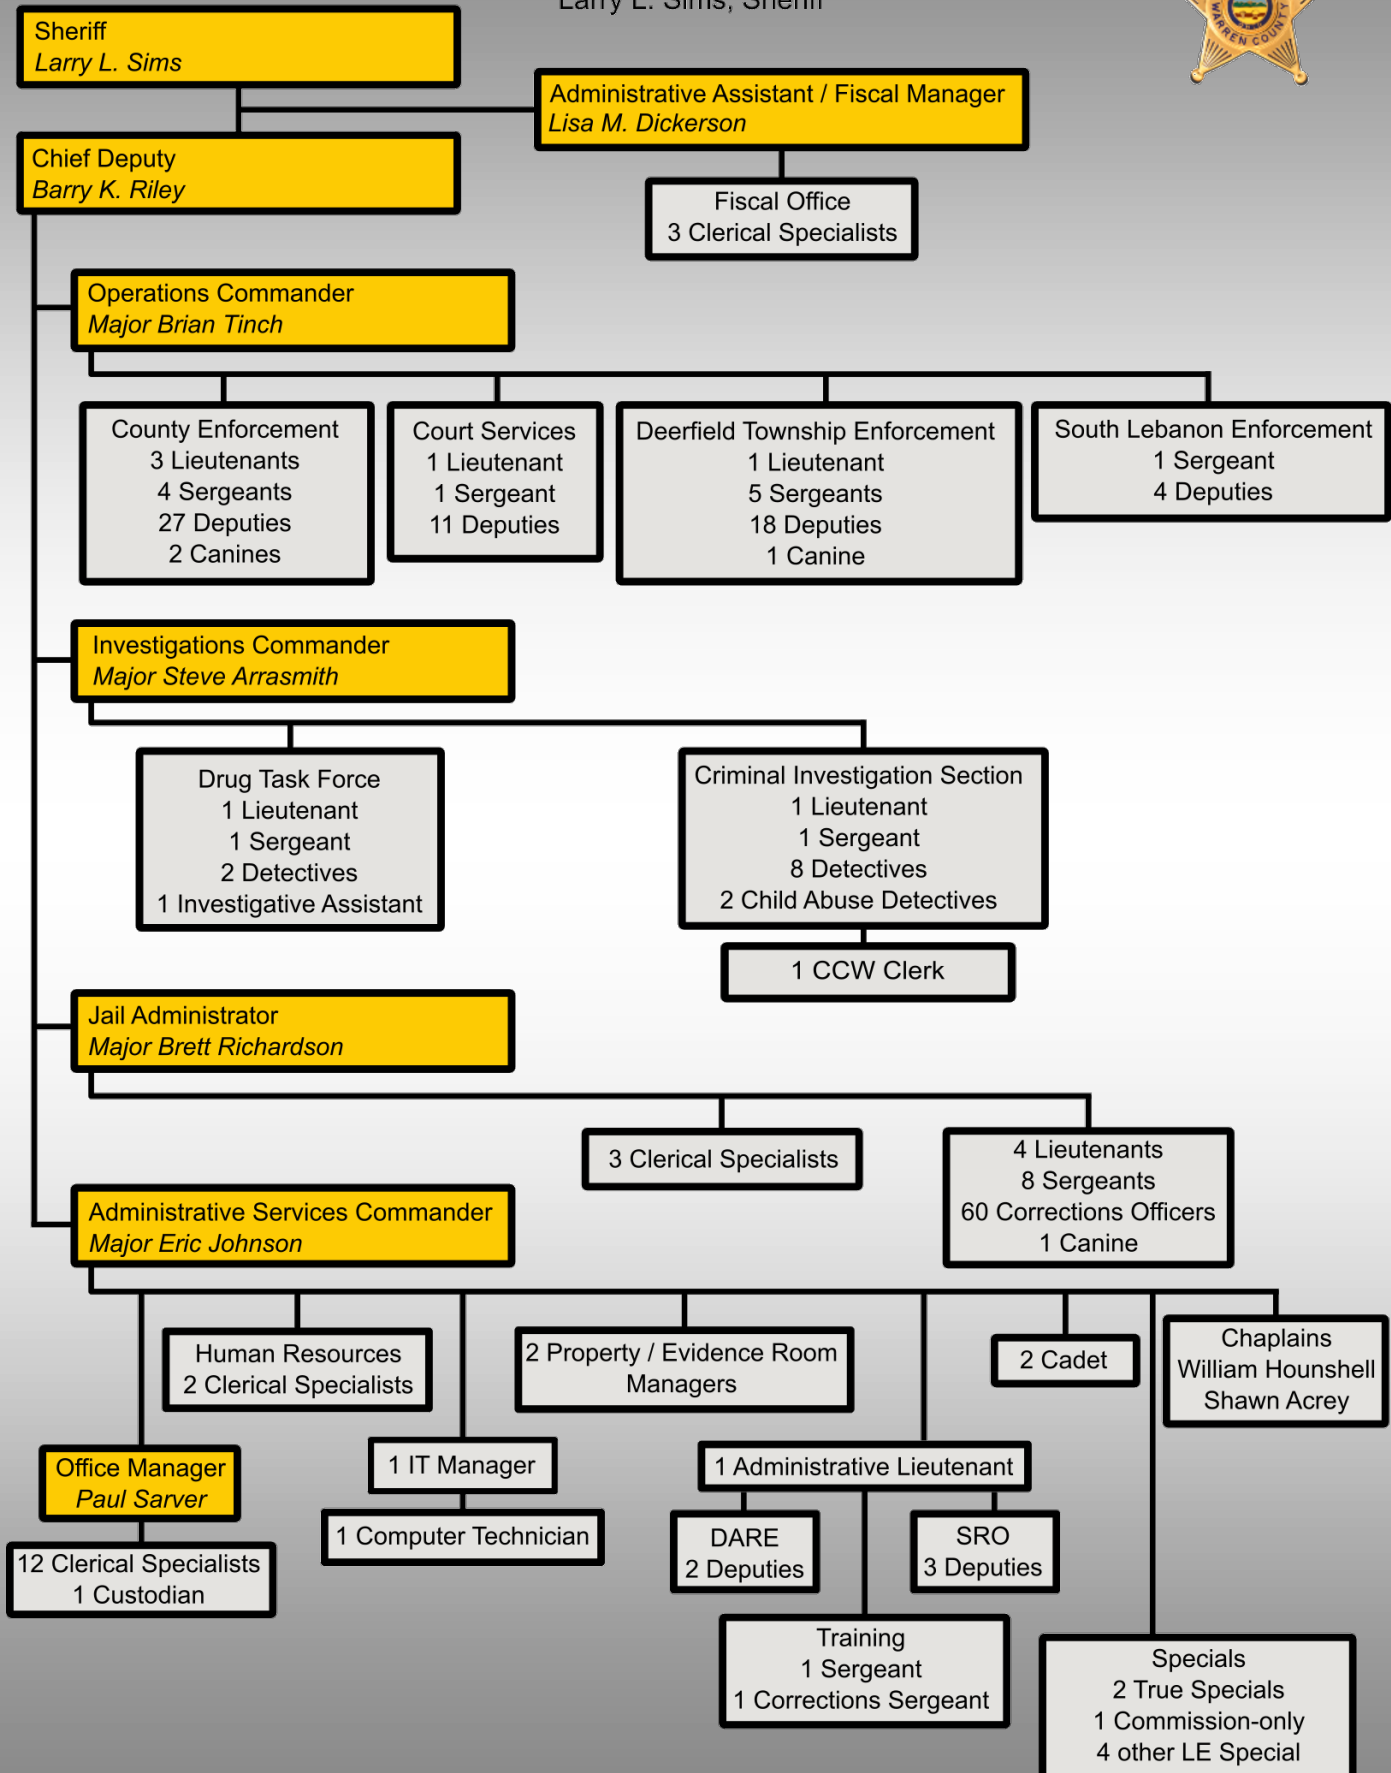 Larry L. Sims, Sheriff
WARREN COUNTY
Sheriff
Larry L. Sims
Administrative Assistant / Fiscal Manager
Lisa M. Dickerson
Chief Deputy
Barry K. Riley
Fiscal Office
3 Clerical Specialists
Operations Commander
Major Brian Tinch
County Enforcement
3 Lieutenants
4 Sergeants
27 Deputies
2 Canines
Court Services
1 Lieutenant
1 Sergeant
11 Deputies
Deerfield Township Enforcement
1 Lieutenant
5 Sergeants
18 Deputies
1 Canine
South Lebanon Enforcement
1 Sergeant
4 Deputies
Investigations Commander
Major Steve Arrasmith
Drug Task Force
1 Lieutenant
1 Sergeant
2 Detectives
1 Investigative Assistant
Criminal Investigation Section
1 Lieutenant
1 Sergeant
8 Detectives
2 Child Abuse Detectives
1 CCW Clerk
Jail Administrator
Major Brett Richardson
3 Clerical Specialists
4 Lieutenants
8 Sergeants
60 Corrections Officers
1 Canine
Administrative Services Commander
Major Eric Johnson
Human Resources
2 Clerical Specialists
2 Property / Evidence Room
Managers
2 Cadet
Chaplains
William Hounshell
Shawn Acrey
Office Manager
Paul Sarver
12 Clerical Specialists
1 Custodian
1 IT Manager
1 Computer Technician
1 Administrative Lieutenant
DARE
2 Deputies
SRO
3 Deputies
Training
1 Sergeant
1 Corrections Sergeant
Specials
2 True Specials
1 Commission-only
4 other LE Special